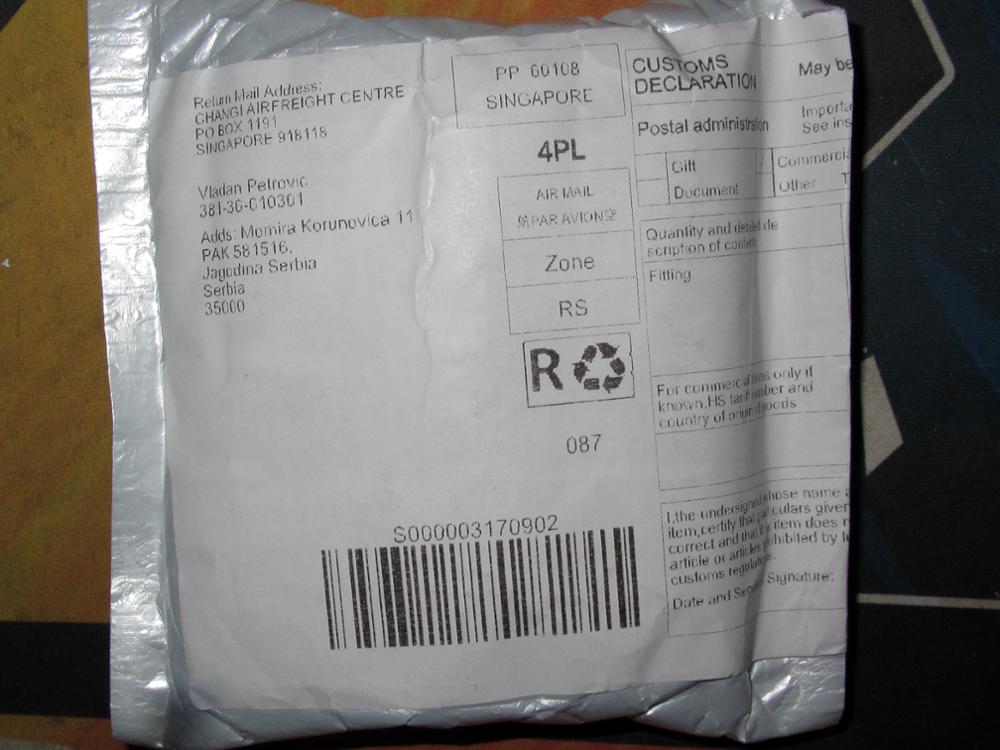 Return Mail Address:
CHANGI AIRFREIGHT CENTRE
PO BOX 1191
SINGAPORE 918118
Vladan Petrovic
381-36-010301
Adds: Momira Korunovica 11
PAK 581516,
Jagodina Serbia
Serbia
35000
PP 60108
SINGAPORE
4PL
AIR MAIL
PAR AVION
Zone
RS
R
087
S000003170902
CUSTOMS
DECLARATION
May be
Postal administration
Importa
See ins
Gift
Commercia
Document
Other T
Quantity and detailed de
scription of contents
Fitting
For commercial items only if
known, HS tariff number and
country of origin of goods
I, the undersigned, whose name a
item, certify that particulars given
correct and that the item does n
article or articles prohibited by l
customs regulations.
Date and Signature: